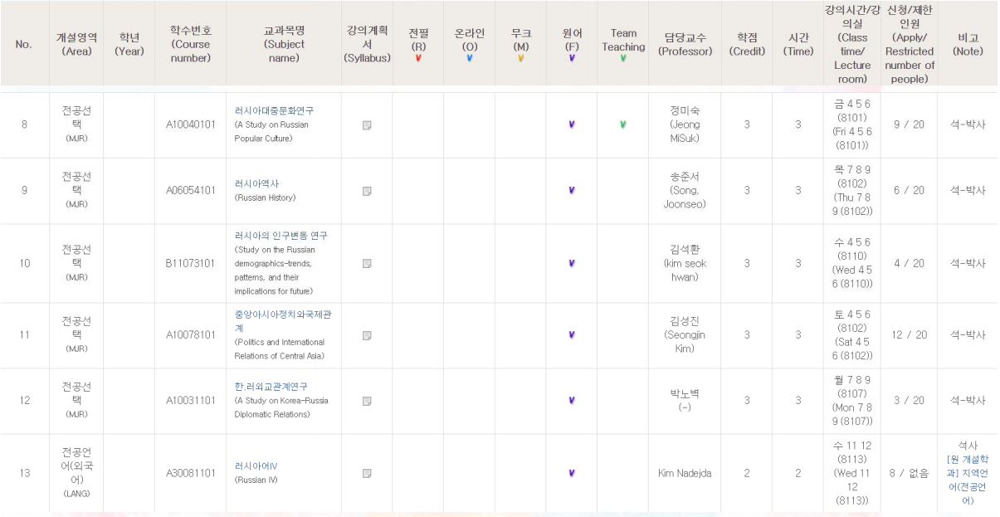 No. 개설영역 (Area) 학년 (Year) 학수번호 (Course number) 교과목명 (Subject name) 강의계획서 (Syllabus) 전필 (R) V 온라인 (O) V 무크 (M) V 원어 (F) V Team Teaching V 담당교수 (Professor) 학점 (Credit) 시간 (Time) 강의시간/강의실 (Class time/ Lecture room) 신청/제한인원 (Apply/ Restricted number of people) 비고 (Note)
8 전공선택 (MJR) A10040101 러시아대중문화연구 (A Study on Russian Popular Culture) V V 정미숙 (Jeong MiSuk) 3 3 금 4 5 6 (8101) (Fri 4 5 6 (8101)) 9 / 20 석-박사
9 전공선택 (MJR) A06054101 러시아역사 (Russian History) V 송준서 (Song, Joonseo) 3 3 목 7 8 9 (8102) (Thu 7 8 9 (8102)) 6 / 20 석-박사
10 전공선택 (MJR) B11073101 러시아의 인구변동 연구 (Study on the Russian demographics-trends, patterns, and their implications for future) V 김석환 (kim seok hwan) 3 3 수 4 5 6 (8110) (Wed 4 5 6 (8110)) 4 / 20 석-박사
11 전공선택 (MJR) A10078101 중앙아시아정치와국제관계 (Politics and International Relations of Central Asia) V 김성진 (Seongjin Kim) 3 3 토 4 5 6 (8102) (Sat 4 5 6 (8102)) 12 / 20 석-박사
12 전공선택 (MJR) A10031101 한.러외교관계연구 (A Study on Korea-Russia Diplomatic Relations) V 박노벽 (-) 3 3 월 7 8 9 (8107) (Mon 7 8 9 (8107)) 3 / 20 석-박사
13 전공언어(외국어) (LANG) A30081101 러시아어IV (Russian IV) V Kim Nadejda 2 2 수 11 12 (8113) (Wed 11 12 (8113)) 8 / 없음 석사 [원 개설학과] 지역언어(전공언어)